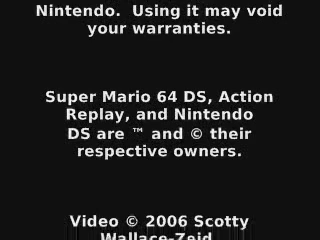 Nintendo.  Using it may void
your warranties.
Super Mario 64 DS, Action
Replay, and Nintendo
DS are ™ and © their
respective owners.
Video © 2006 Scotty
Wallace-Zeid